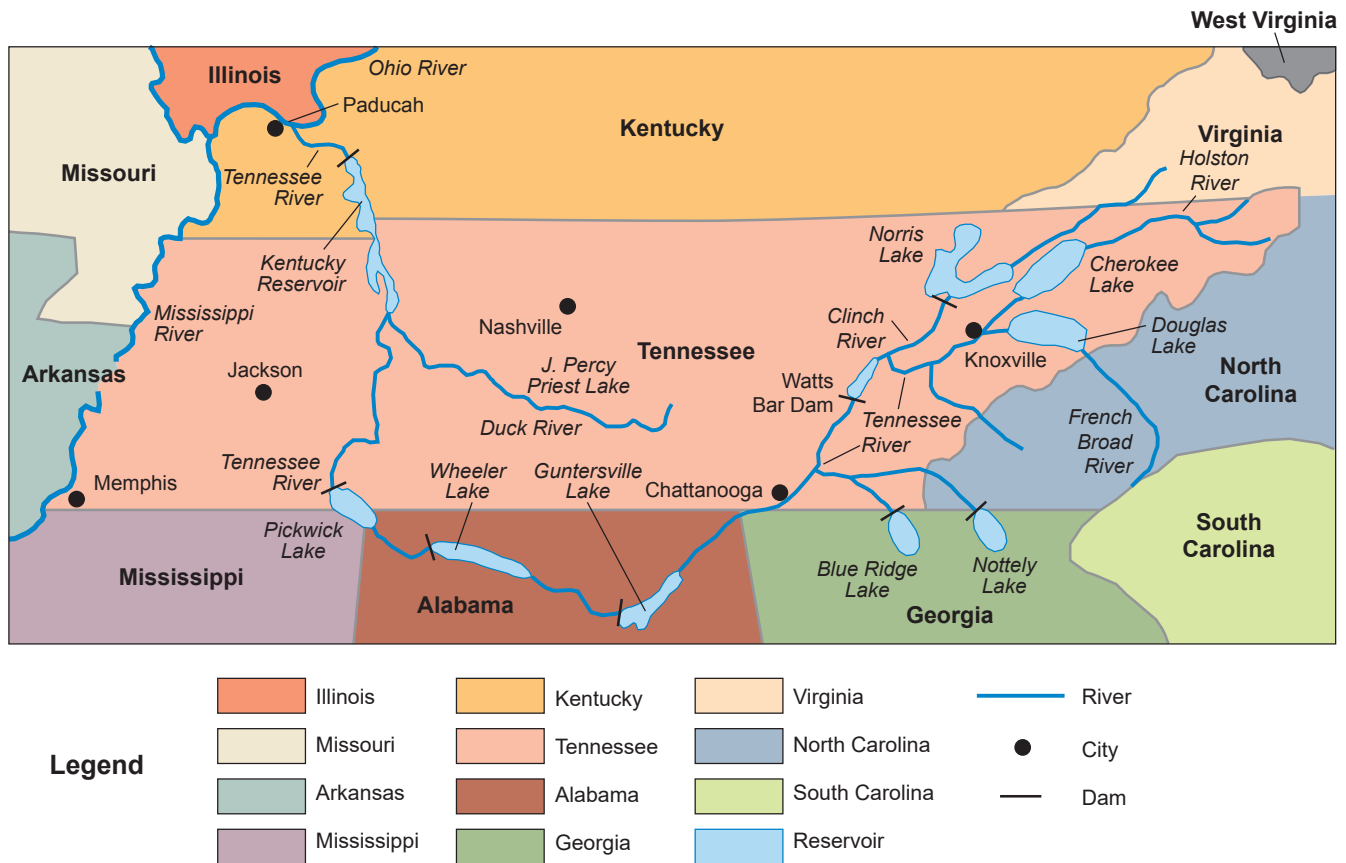 West Virginia
Illinois
Ohio River
Paducah
Kentucky
Virginia
Missouri
Tennessee
River
Holston
River
Norris
Lake
Kentucky
Reservoir
Cherokee
Lake
Mississippi
River
Nashville
Clinch
River
Douglas
Lake
Tennessee
Knoxville
Arkansas
Jackson
J. Percy
Priest Lake
Watts
Bar Dam
North
Carolina
Duck River
Tennessee
River
French
Broad
River
Tennessee
River
Wheeler
Lake
Guntersville
Lake
Memphis
Chattanooga
Pickwick
Lake
South
Carolina
Mississippi
Alabama
Blue Ridge
Lake
Nottely
Lake
Georgia
Legend
Illinois
Missouri
Arkansas
Mississippi
Kentucky
Tennessee
Alabama
Georgia
Virginia
North Carolina
South Carolina
Reservoir
River
City
Dam